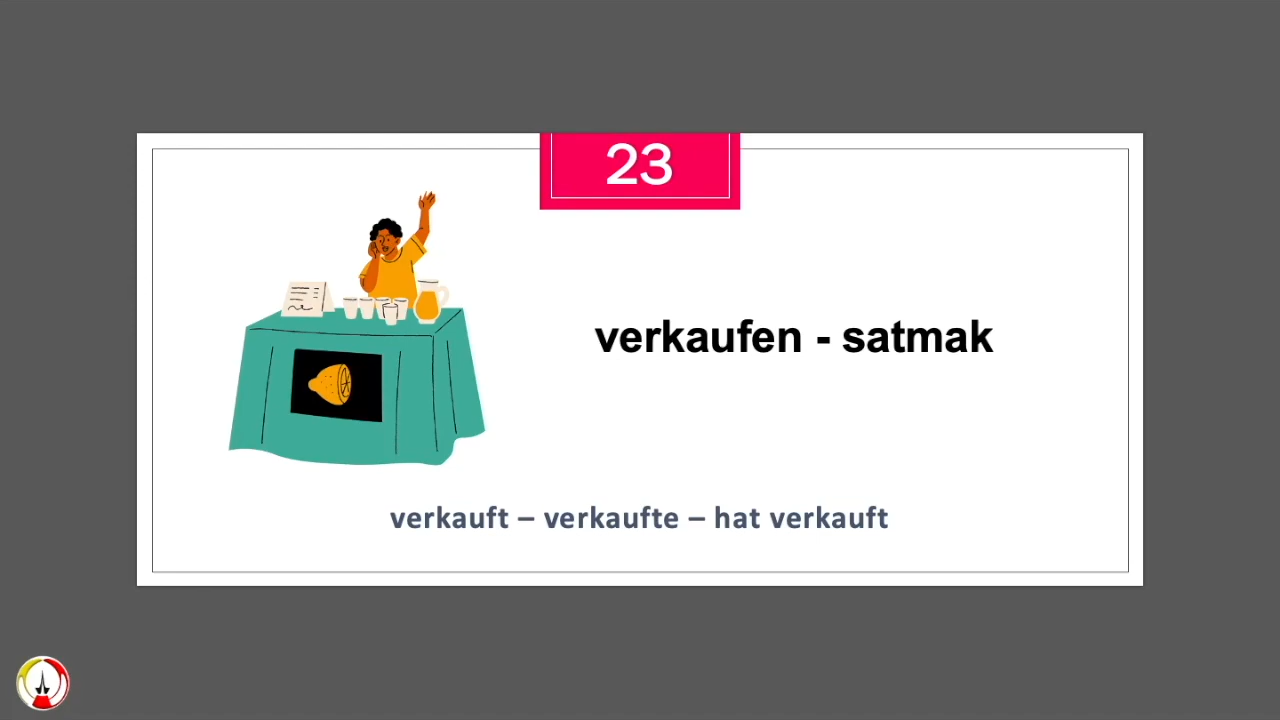 23
verkaufen - satmak
verkauft – verkaufte – hat verkauft